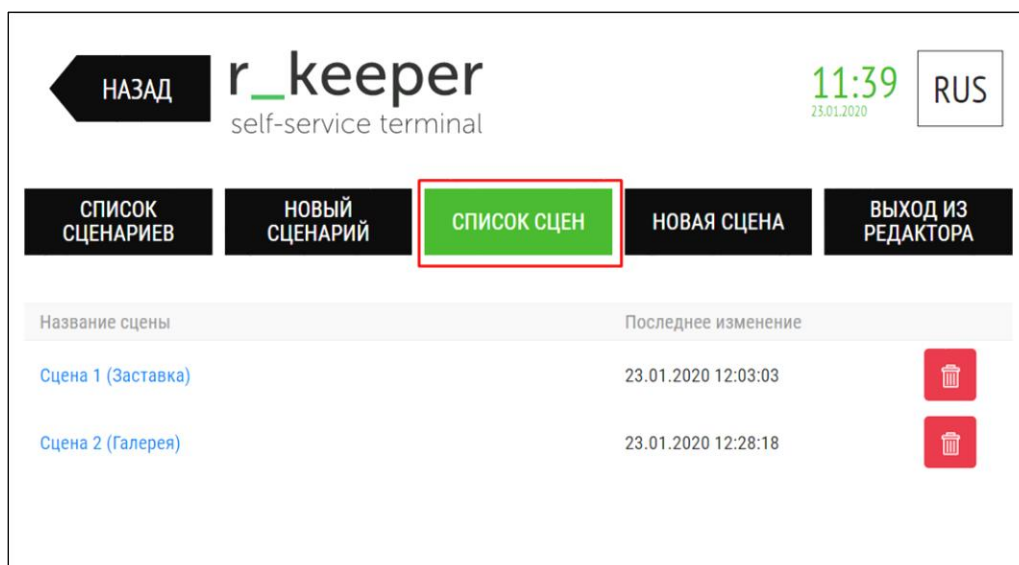 НАЗАД
r_keeper
self-service terminal
11:39
23.01.2020
RUS
СПИСОК
СЦЕНАРИЕВ
НОВЫЙ
СЦЕНАРИЙ
СПИСОК СЦЕН
НОВАЯ СЦЕНА
ВЫХОД ИЗ
РЕДАКТОРА
Название сцены
Последнее изменение
Сцена 1 (Заставка)
23.01.2020 12:03:03
Сцена 2 (Галерея)
23.01.2020 12:28:18